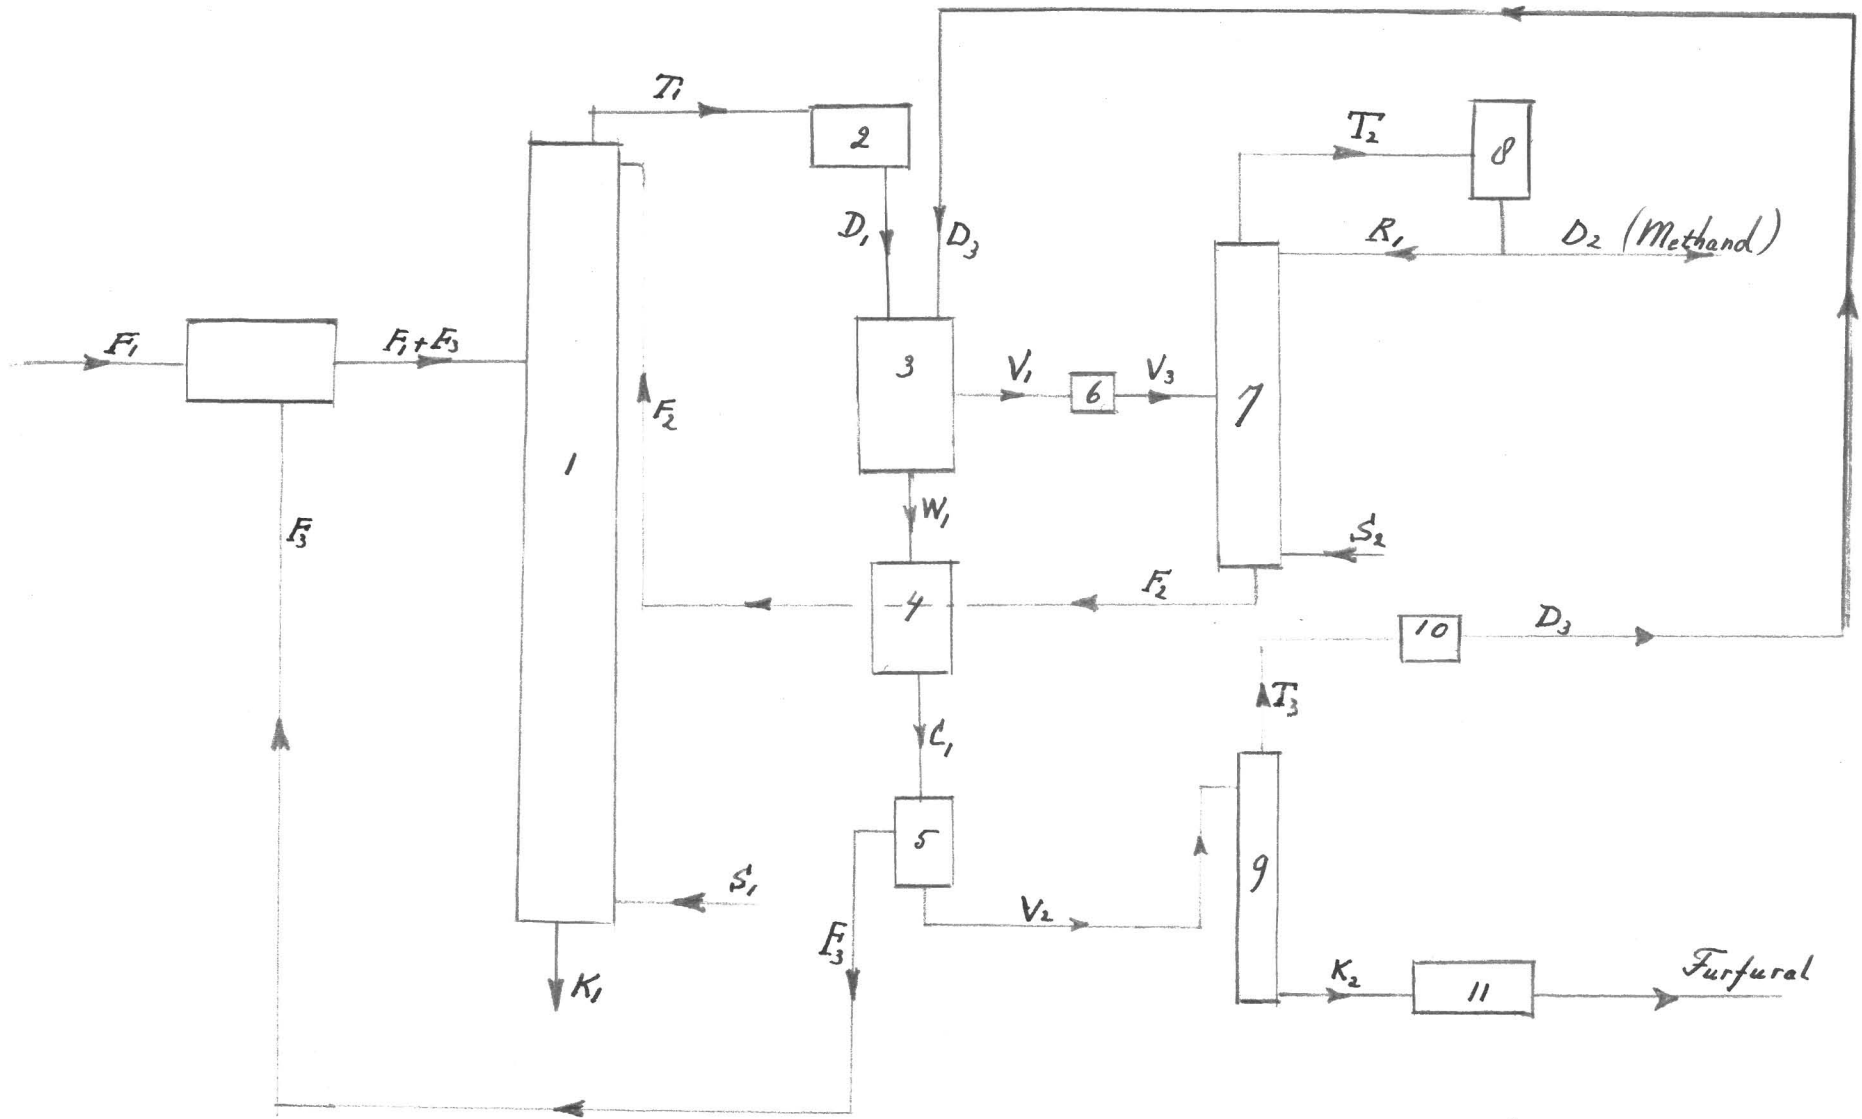 T₁
2
T₂
8
D₁
D₃
R₁
D₂ (Methanol)
F₁
F₁+F₃
3
V₁
6
V₃
7
F₂
1
W₁
F₃
S₂
4
F₂
10
D₃
C₁
T₃
5
9
S₁
V₂
F₃
K₁
K₂
11
Furfural